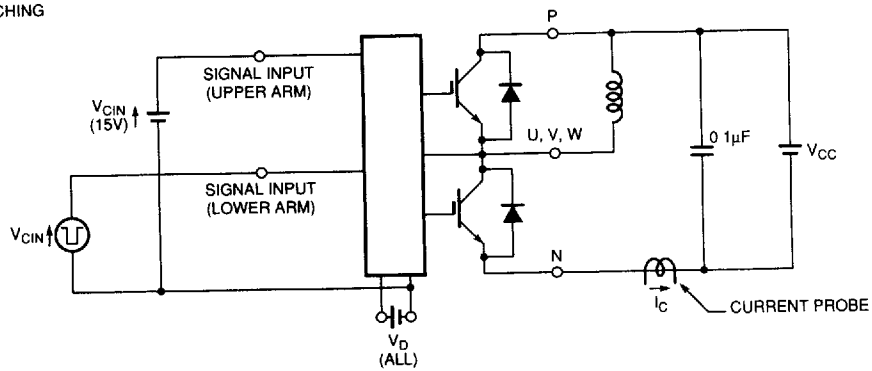 CHING
P
SIGNAL INPUT
(UPPER ARM)
VCIN
(15V)
U, V, W
0 1µF
VCC
SIGNAL INPUT
(LOWER ARM)
VCIN
N
IC
CURRENT PROBE
VD
(ALL)